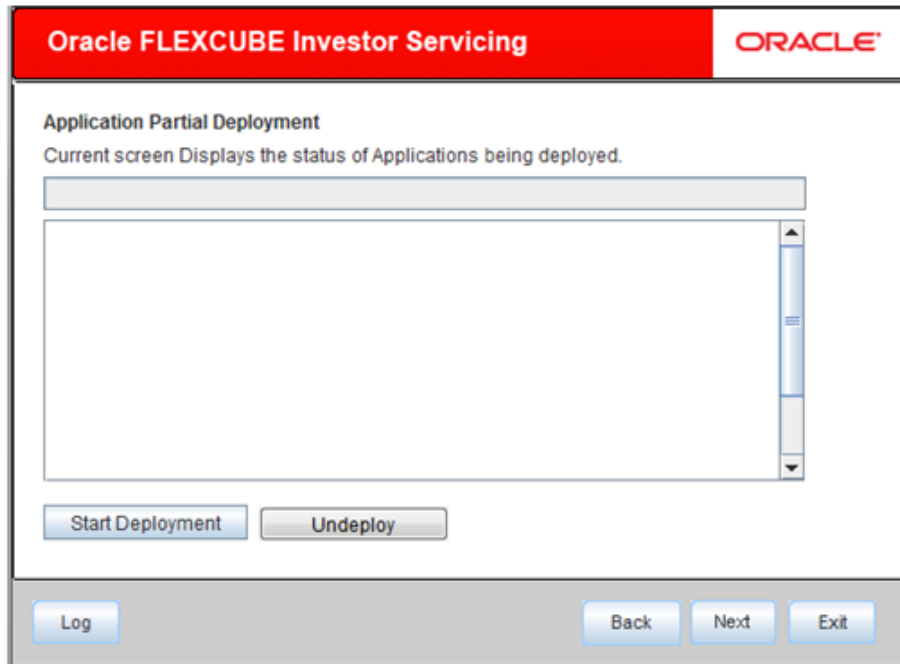 Oracle FLEXCUBE Investor Servicing
ORACLE
Application Partial Deployment
Current screen Displays the status of Applications being deployed.
Start Deployment
Undeploy
Log
Back
Next
Exit